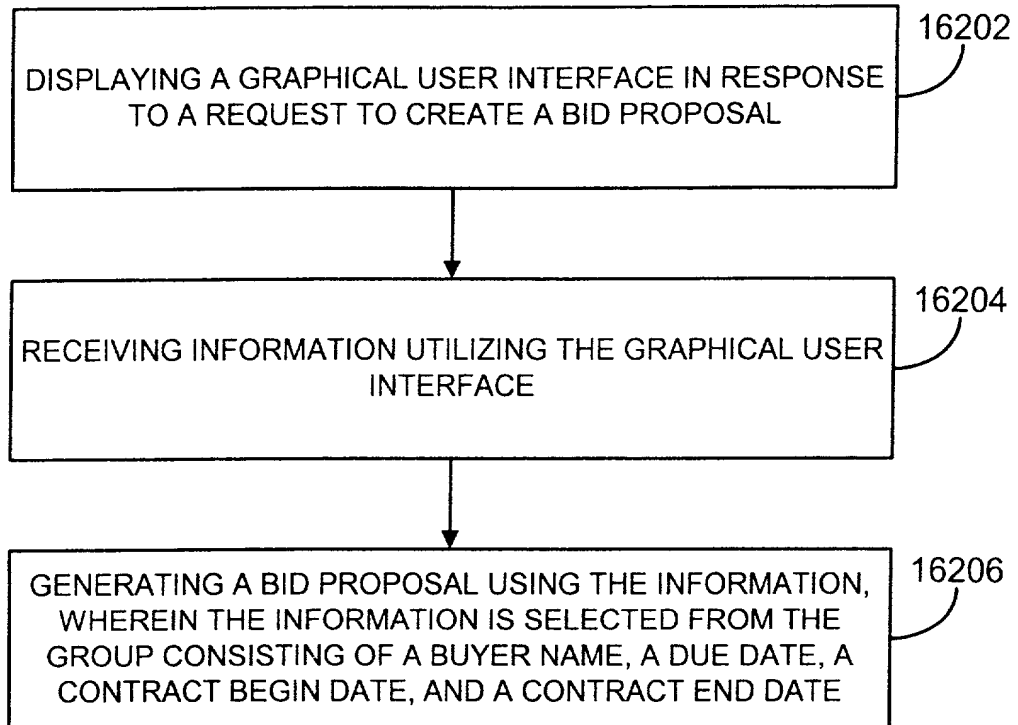 16202
DISPLAYING A GRAPHICAL USER INTERFACE IN RESPONSE
TO A REQUEST TO CREATE A BID PROPOSAL
16204
RECEIVING INFORMATION UTILIZING THE GRAPHICAL USER
INTERFACE
16206
GENERATING A BID PROPOSAL USING THE INFORMATION,
WHEREIN THE INFORMATION IS SELECTED FROM THE
GROUP CONSISTING OF A BUYER NAME, A DUE DATE, A
CONTRACT BEGIN DATE, AND A CONTRACT END DATE